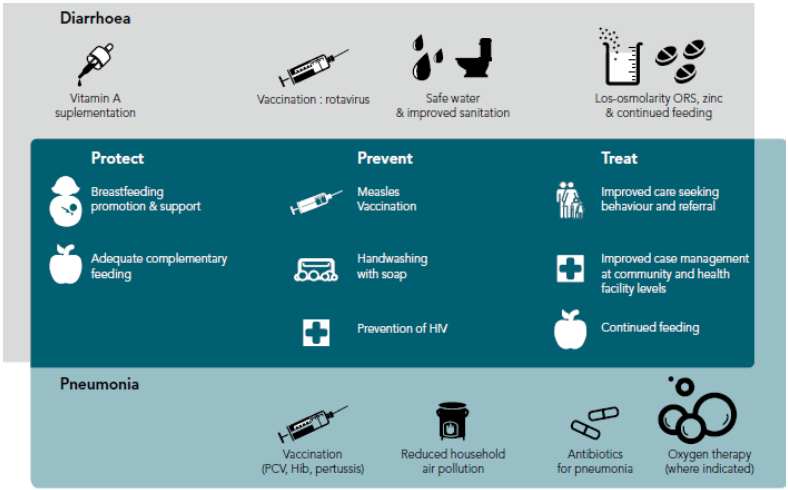 Diarrhoea
Vitamin A
suplementation
Vaccination : rotavirus
Safe water
& improved sanitation
Los-osmolarity ORS, zinc
& continued feeding
Protect
Breastfeeding
promotion & support
Adequate complementary
feeding
Prevent
Measles
Vaccination
Handwashing
with soap
Prevention of HIV
Treat
Improved care seeking
behaviour and referral
Improved case management
at community and health
facility levels
Continued feeding
Pneumonia
Vaccination
(PCV, Hib, pertussis)
Reduced household
air pollution
Antibiotics
for pneumonia
Oxygen therapy
(where indicated)